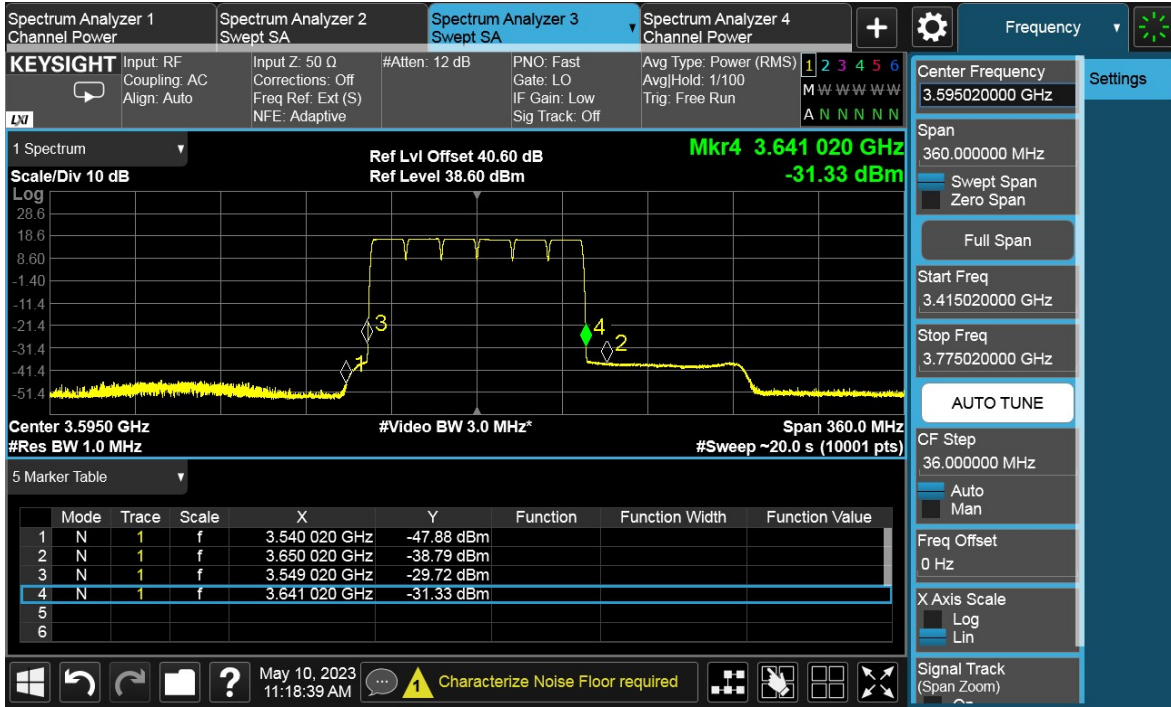 Spectrum Analyzer 1
Channel Power
Spectrum Analyzer 2
Swept SA
Spectrum Analyzer 3
Swept SA
Spectrum Analyzer 4
Channel Power
+
Frequency
KEYSIGHT
LXI
Input: RF
Coupling: AC
Align: Auto
Input Z: 50 Ω
Corrections: Off
Freq Ref: Ext (S)
NFE: Adaptive
#Atten: 12 dB
PNO: Fast
Gate: LO
IF Gain: Low
Sig Track: Off
Avg Type: Power (RMS)
Avg|Hold: 1/100
Trig: Free Run
1 2 3 4 5 6
M W W W W W
A N N N N N
1 Spectrum
Scale/Div 10 dB
Ref Lvl Offset 40.60 dB
Ref Level 38.60 dBm
Mkr4 3.641 020 GHz
-31.33 dBm
Log
28.6
18.6
8.60
-1.40
-11.4
-21.4
-31.4
-41.4
-51.4
3
4
2
1
Center 3.5950 GHz
#Video BW 3.0 MHz*
Span 360.0 MHz
#Res BW 1.0 MHz
#Sweep ~20.0 s (10001 pts)
5 Marker Table
Mode Trace Scale X Y Function Function Width Function Value
1 N 1 f 3.540 020 GHz -47.88 dBm
2 N 1 f 3.650 020 GHz -38.79 dBm
3 N 1 f 3.549 020 GHz -29.72 dBm
4 N 1 f 3.641 020 GHz -31.33 dBm
5
6
?
May 10, 2023
11:18:39 AM
1
Characterize Noise Floor required
Center Frequency
3.595020000 GHz
Settings
Span
360.000000 MHz
Swept Span
Zero Span
Full Span
Start Freq
3.415020000 GHz
Stop Freq
3.775020000 GHz
AUTO TUNE
CF Step
36.000000 MHz
Auto
Man
Freq Offset
0 Hz
X Axis Scale
Log
Lin
Signal Track
(Span Zoom)